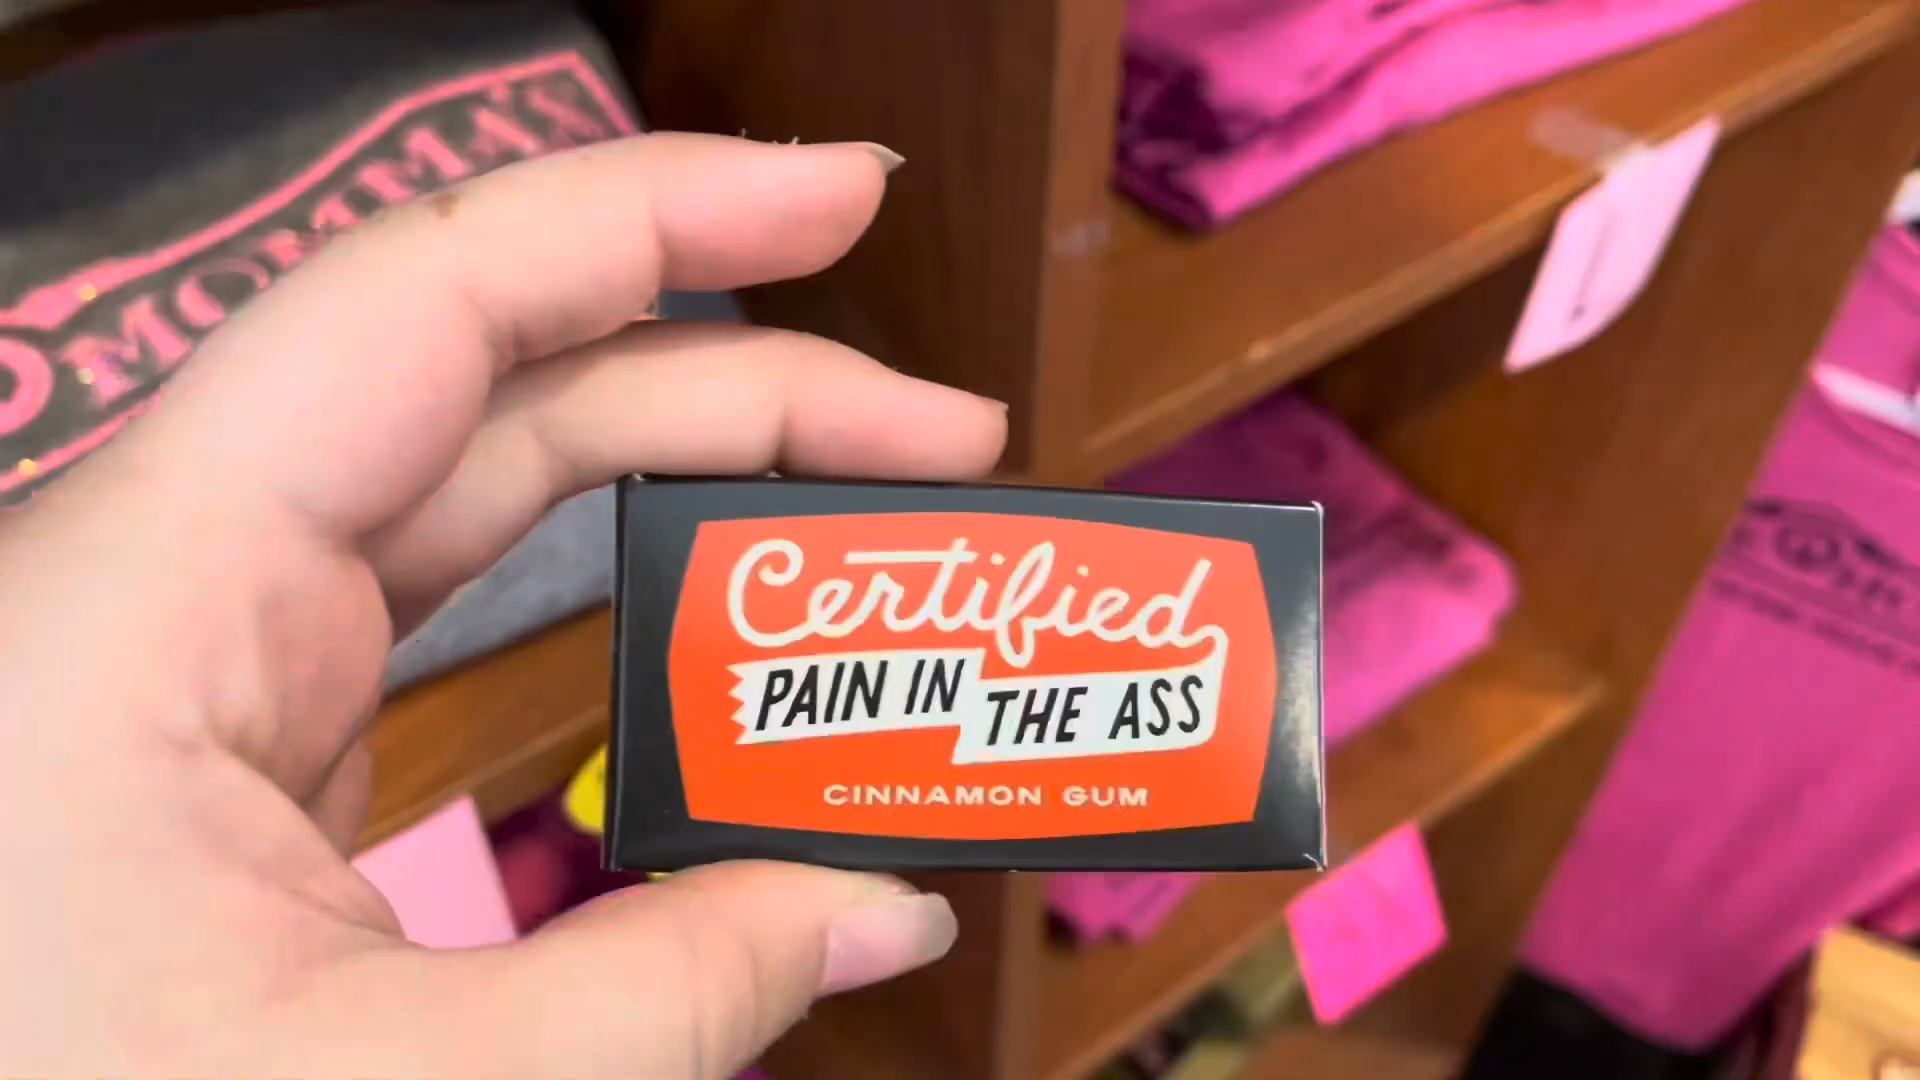 MOMMA'S
Certified
PAIN IN THE ASS
CINNAMON GUM